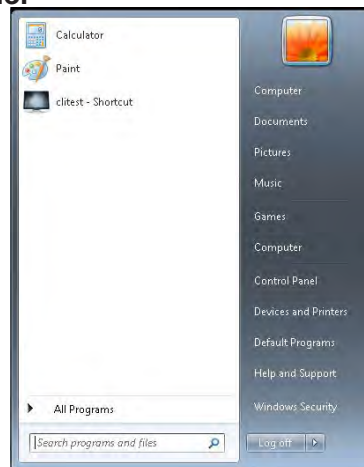 Calculator
Paint
clitest - Shortcut
All Programs
Search programs and files
Computer
Documents
Pictures
Music
Games
Computer
Control Panel
Devices and Printers
Default Programs
Help and Support
Windows Security
Log off